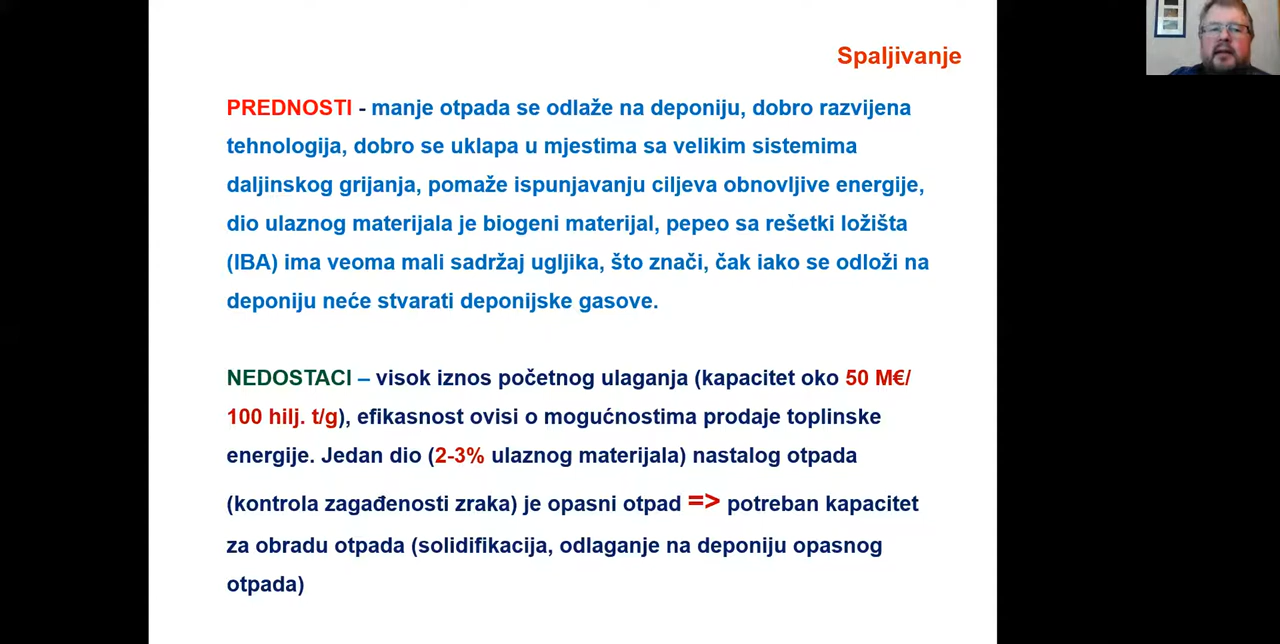 Spaljivanje
PREDNOSTI - manje otpada se odlaže na deponiju, dobro razvijena
tehnologija, dobro se uklapa u mjestima sa velikim sistemima
daljinskog grijanja, pomaže ispunjavanju ciljeva obnovljive energije,
dio ulaznog materijala je biogeni materijal, pepeo sa rešetki ložišta
(IBA) ima veoma mali sadržaj ugljika, što znači, čak iako se odloži na
deponiju neće stvarati deponijske gasove.
NEDOSTACI – visok iznos početnog ulaganja (kapacitet oko 50 M€/
100 hilj. t/g), efikasnost ovisi o mogućnostima prodaje toplinske
energije. Jedan dio (2-3% ulaznog materijala) nastalog otpada
(kontrola zagađenosti zraka) je opasni otpad => potreban kapacitet
za obradu otpada (solidifikacija, odlaganje na deponiju opasnog
otpada)